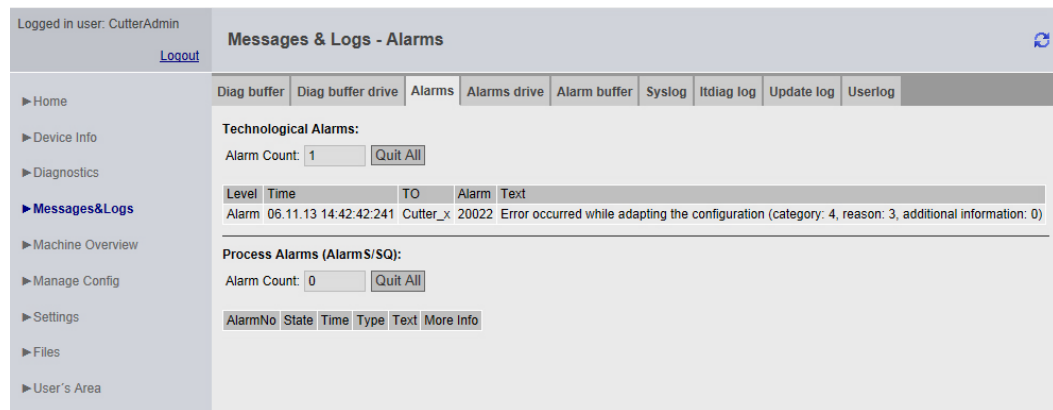 Logged in user: CutterAdmin
Logout
Messages & Logs - Alarms
►Home
►Device Info
►Diagnostics
►Messages&Logs
►Machine Overview
►Manage Config
►Settings
►Files
►User´s Area
Diag buffer Diag buffer drive Alarms Alarms drive Alarm buffer Syslog Itdiag log Update log Userlog
Technological Alarms:
Alarm Count: 1 Quit All
Level Time TO Alarm Text
Alarm 06.11.13 14:42:42:241 Cutter_x 20022 Error occurred while adapting the configuration (category: 4, reason: 3, additional information: 0)
Process Alarms (AlarmS/SQ):
Alarm Count: 0 Quit All
AlarmNo State Time Type Text More Info